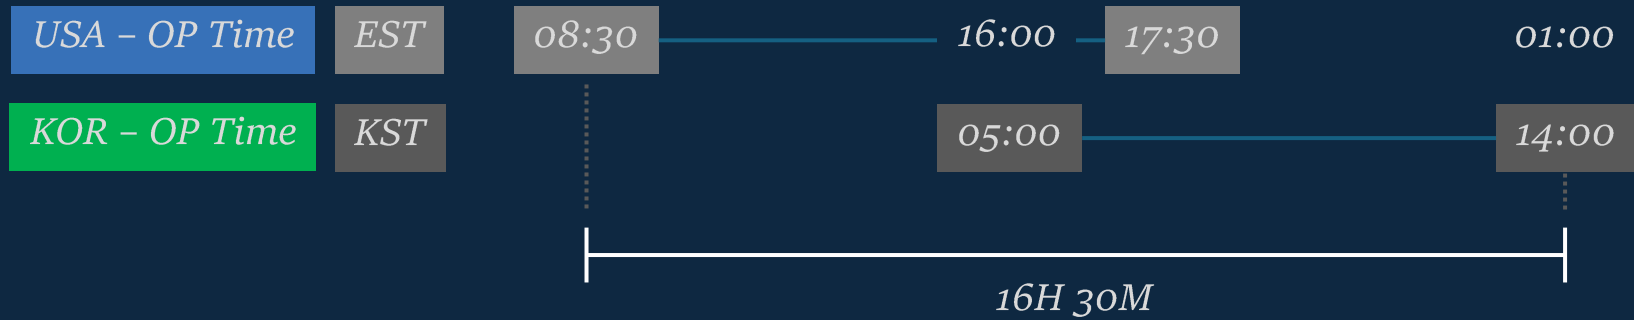 USA – OP Time EST 08:30 16:00 17:30 01:00
KOR – OP Time KST 05:00 14:00
16H 30M